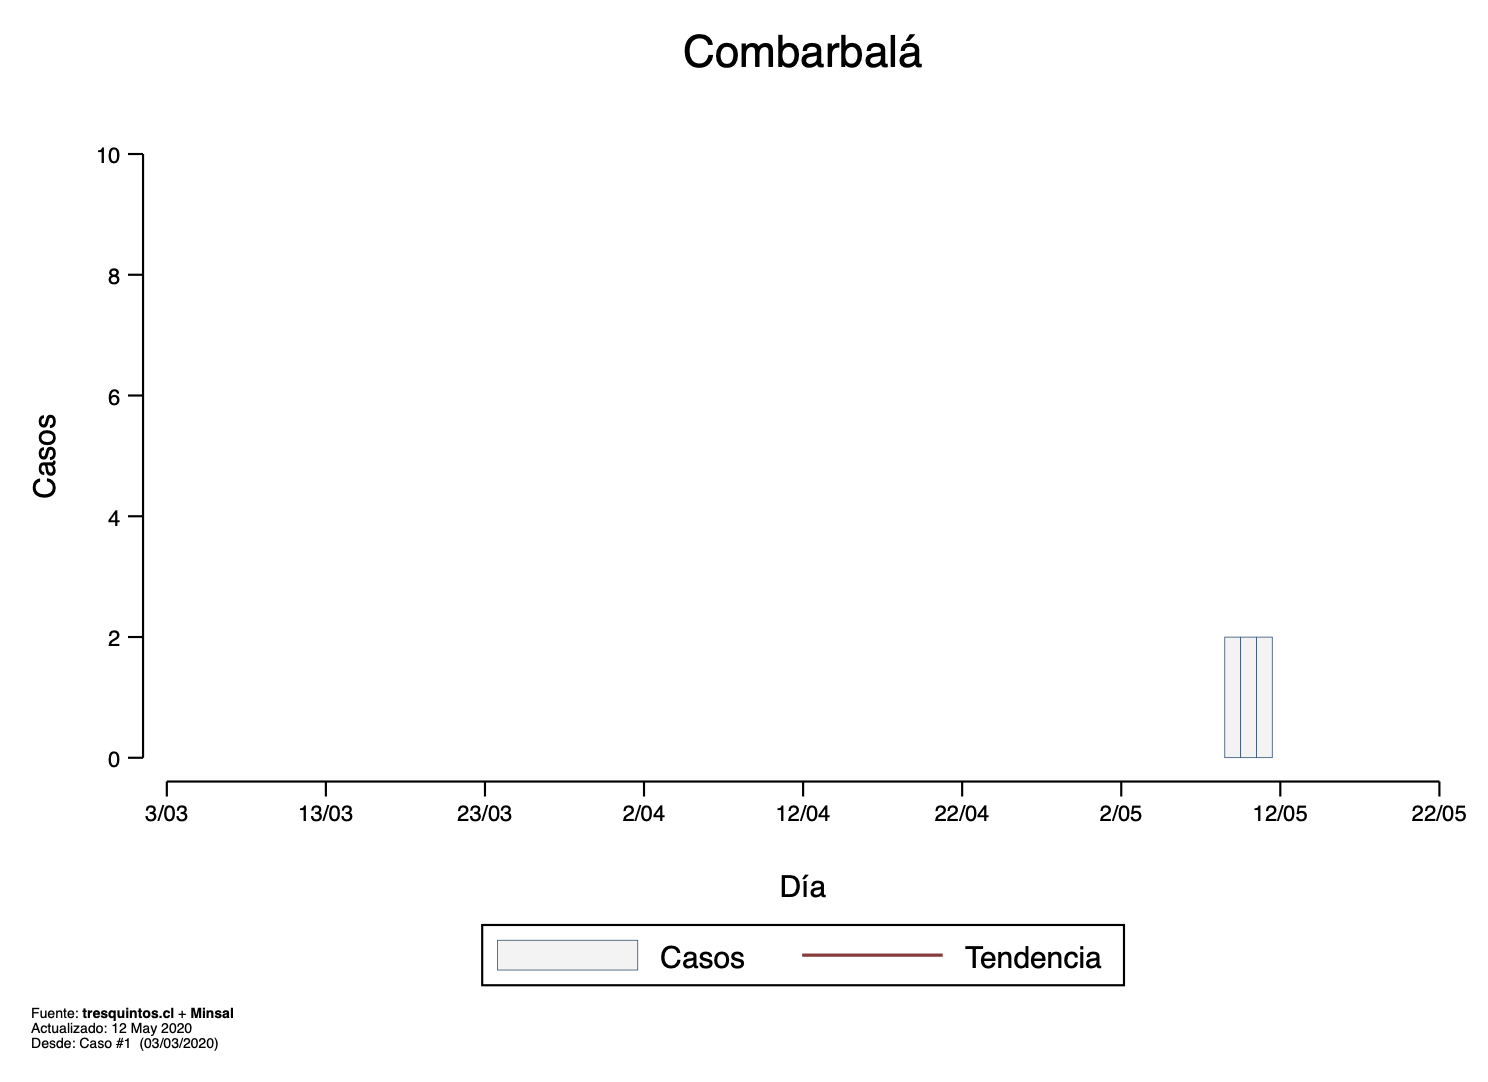 Combarbalá
10
8
6
4
2
0
Casos
3/03 13/03 23/03 2/04 12/04 22/04 2/05 12/05 22/05
Día
Casos Tendencia
Fuente: tresquintos.cl + Minsal
Actualizado: 12 May 2020
Desde: Caso #1 (03/03/2020)